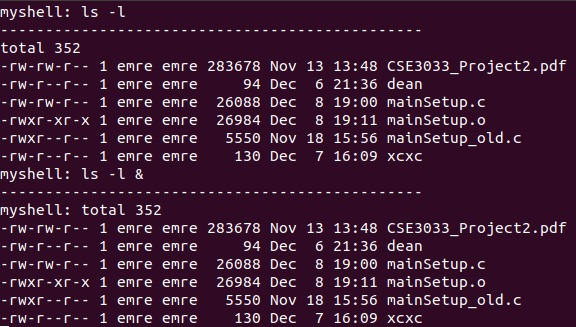 myshell: ls -l
-----------------------------------------------
total 352
-rw-rw-r-- 1 emre emre 283678 Nov 13 13:48 CSE3033_Project2.pdf
-rw-rw-r-- 1 emre emre     94 Dec  6 21:36 dean
-rw-rw-r-- 1 emre emre  26088 Dec  8 19:00 mainSetup.c
-rwxr-xr-x 1 emre emre  26984 Dec  8 19:11 mainSetup.o
-rwxr--r-- 1 emre emre   5550 Nov 18 15:56 mainSetup_old.c
-rw-r--r-- 1 emre emre    130 Dec  7 16:09 xcxc
myshell: ls -l &
-----------------------------------------------
myshell: total 352
-rw-rw-r-- 1 emre emre 283678 Nov 13 13:48 CSE3033_Project2.pdf
-rw-rw-r-- 1 emre emre     94 Dec  6 21:36 dean
-rw-rw-r-- 1 emre emre  26088 Dec  8 19:00 mainSetup.c
-rwxr-xr-x 1 emre emre  26984 Dec  8 19:11 mainSetup.o
-rwxr--r-- 1 emre emre   5550 Nov 18 15:56 mainSetup_old.c
-rw-r--r-- 1 emre emre    130 Dec  7 16:09 xcxc